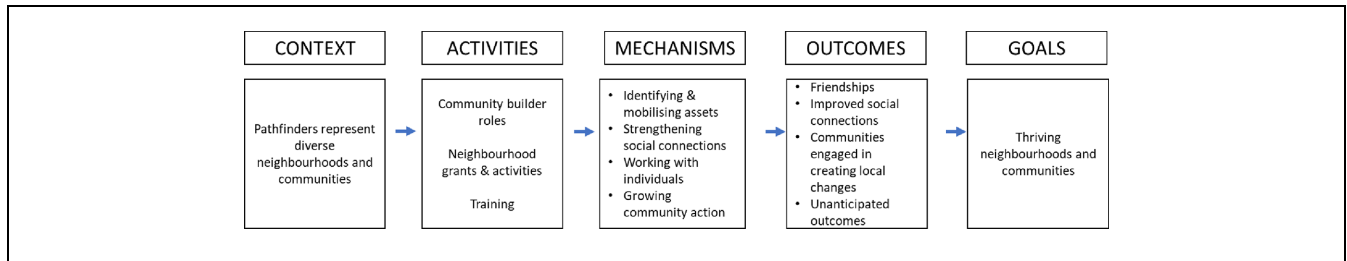 CONTEXT
ACTIVITIES
MECHANISMS
OUTCOMES
GOALS
Pathfinders represent
diverse
neighbourhoods and
communities
Community builder
roles
Neighbourhood
grants & activities
Training
• Identifying &
mobilising assets
• Strengthening
social connections
• Working with
individuals
• Growing
community action
• Friendships
• Improved social
connections
• Communities
engaged in
creating local
changes
• Unanticipated
outcomes
Thriving
neighbourhoods and
communities